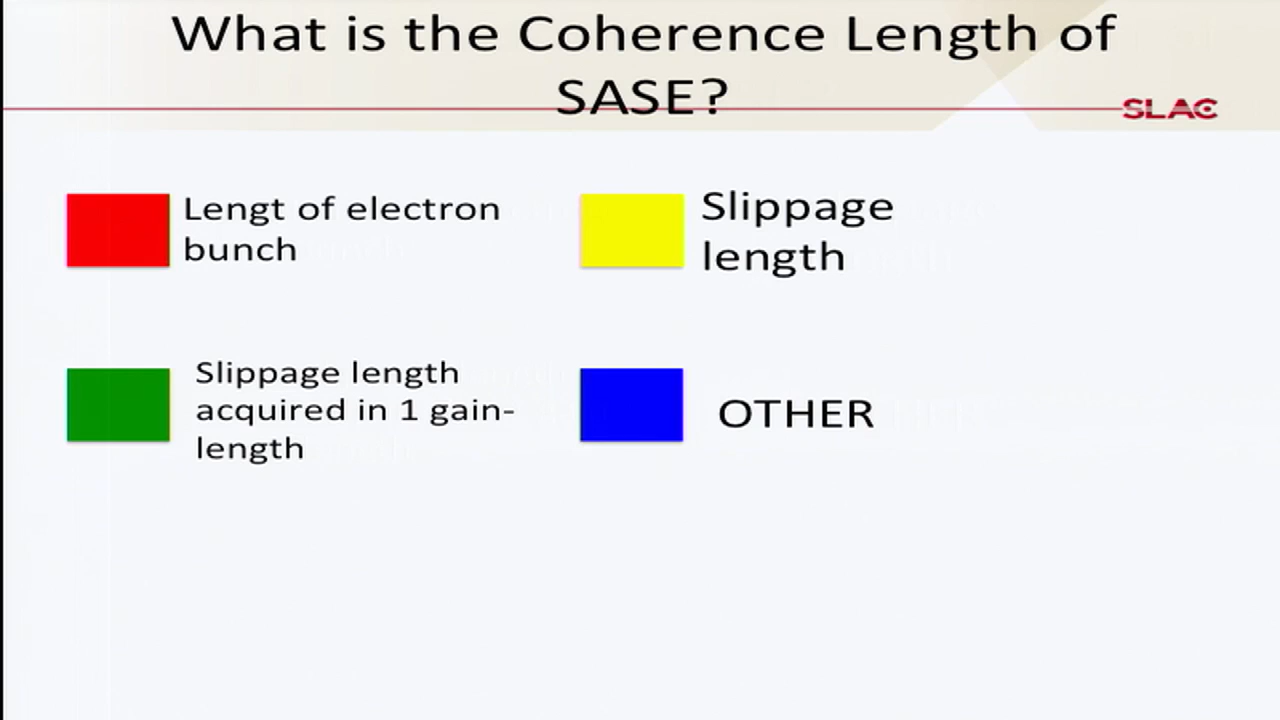 What is the Coherence Length of
SASE?
SLAC
Lengt of electron
bunch
Slippage
length
Slippage length
acquired in 1 gain-
length
OTHER